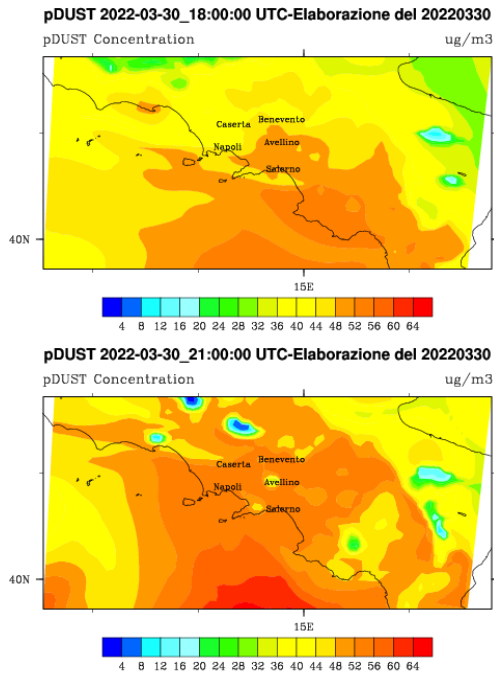 pDUST 2022-03-30_18:00:00 UTC-Elaborazione del 20220330
pDUST Concentration ug/m3
Caserta Benevento
Napoli Avellino
Salerno
40N
15E
4 8 12 16 20 24 28 32 36 40 44 48 52 56 60 64
pDUST 2022-03-30_21:00:00 UTC-Elaborazione del 20220330
pDUST Concentration ug/m3
Caserta Benevento
Napoli Avellino
Salerno
40N
15E
4 8 12 16 20 24 28 32 36 40 44 48 52 56 60 64